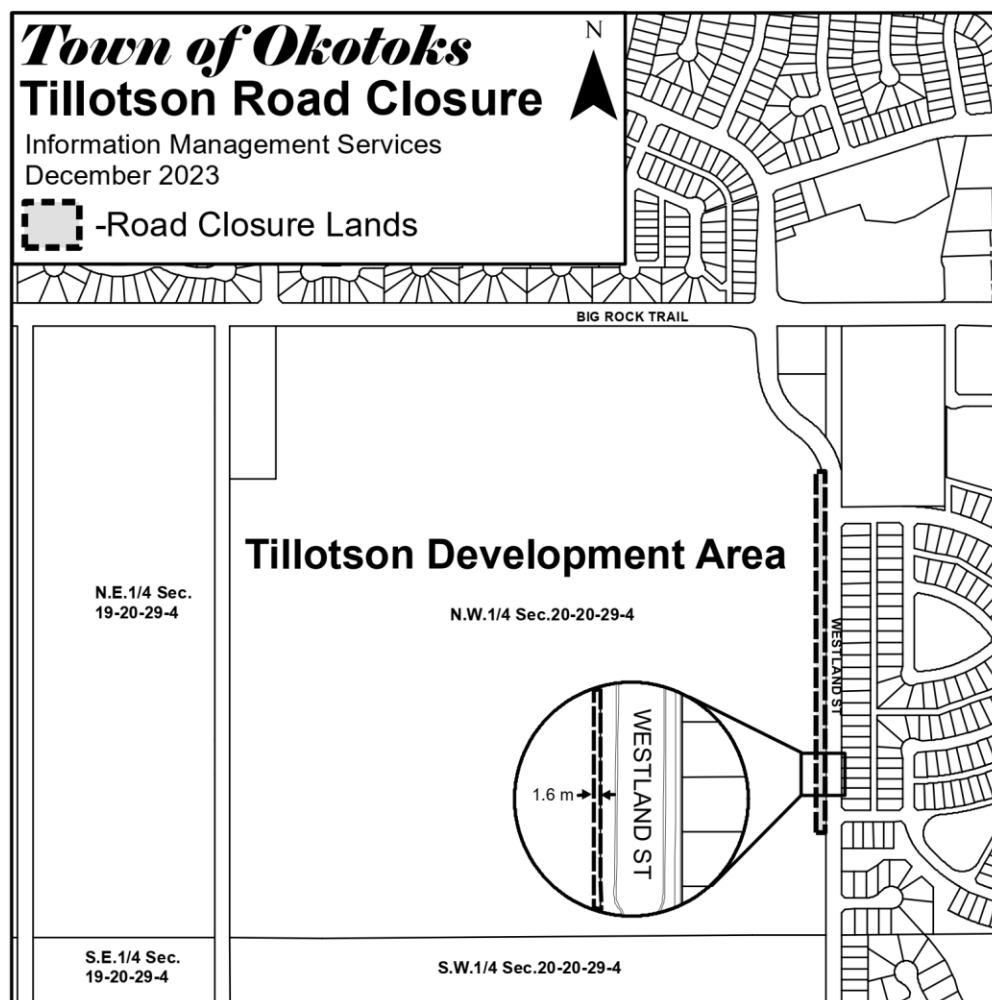 Town of Okotoks
Tillotson Road Closure
Information Management Services
December 2023
-Road Closure Lands
N
BIG ROCK TRAIL
Tillotson Development Area
N.E.1/4 Sec.
19-20-29-4
N.W.1/4 Sec.20-20-29-4
WESTLAND ST
WESTLAND ST
1.6 m
S.E.1/4 Sec.
19-20-29-4
S.W.1/4 Sec.20-20-29-4